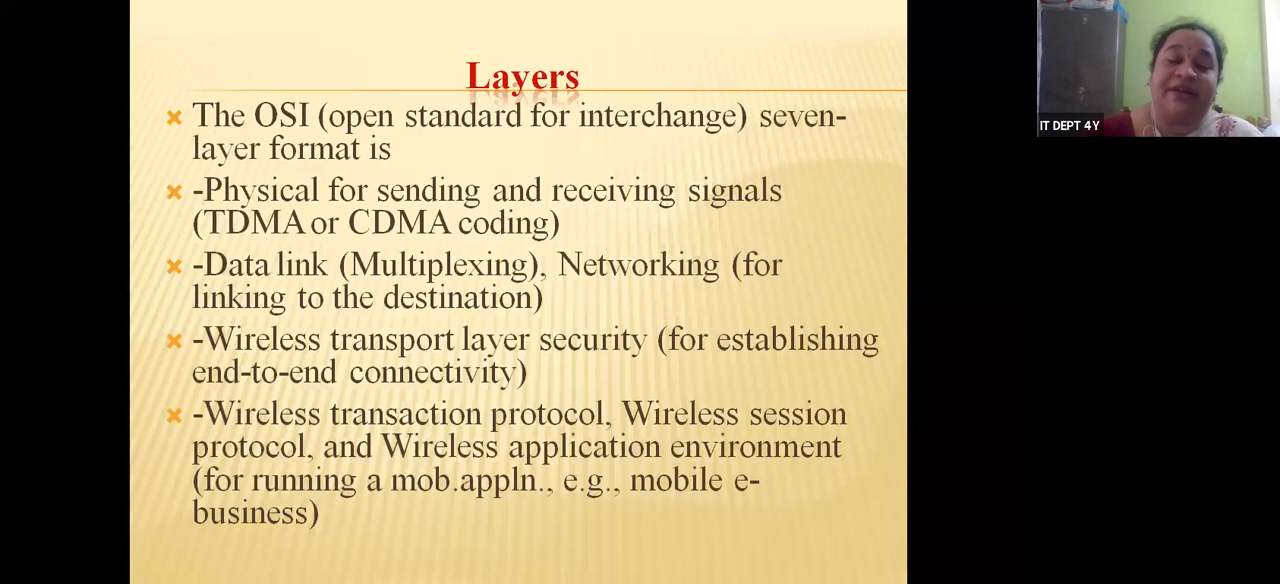 Layers
The OSI (open standard for interchange) seven-
layer format is
-Physical for sending and receiving signals
(TDMA or CDMA coding)
-Data link (Multiplexing), Networking (for
linking to the destination)
-Wireless transport layer security (for establishing
end-to-end connectivity)
-Wireless transaction protocol, Wireless session
protocol, and Wireless application environment
(for running a mob.appln., e.g., mobile e-
business)
IT DEPT 4Y